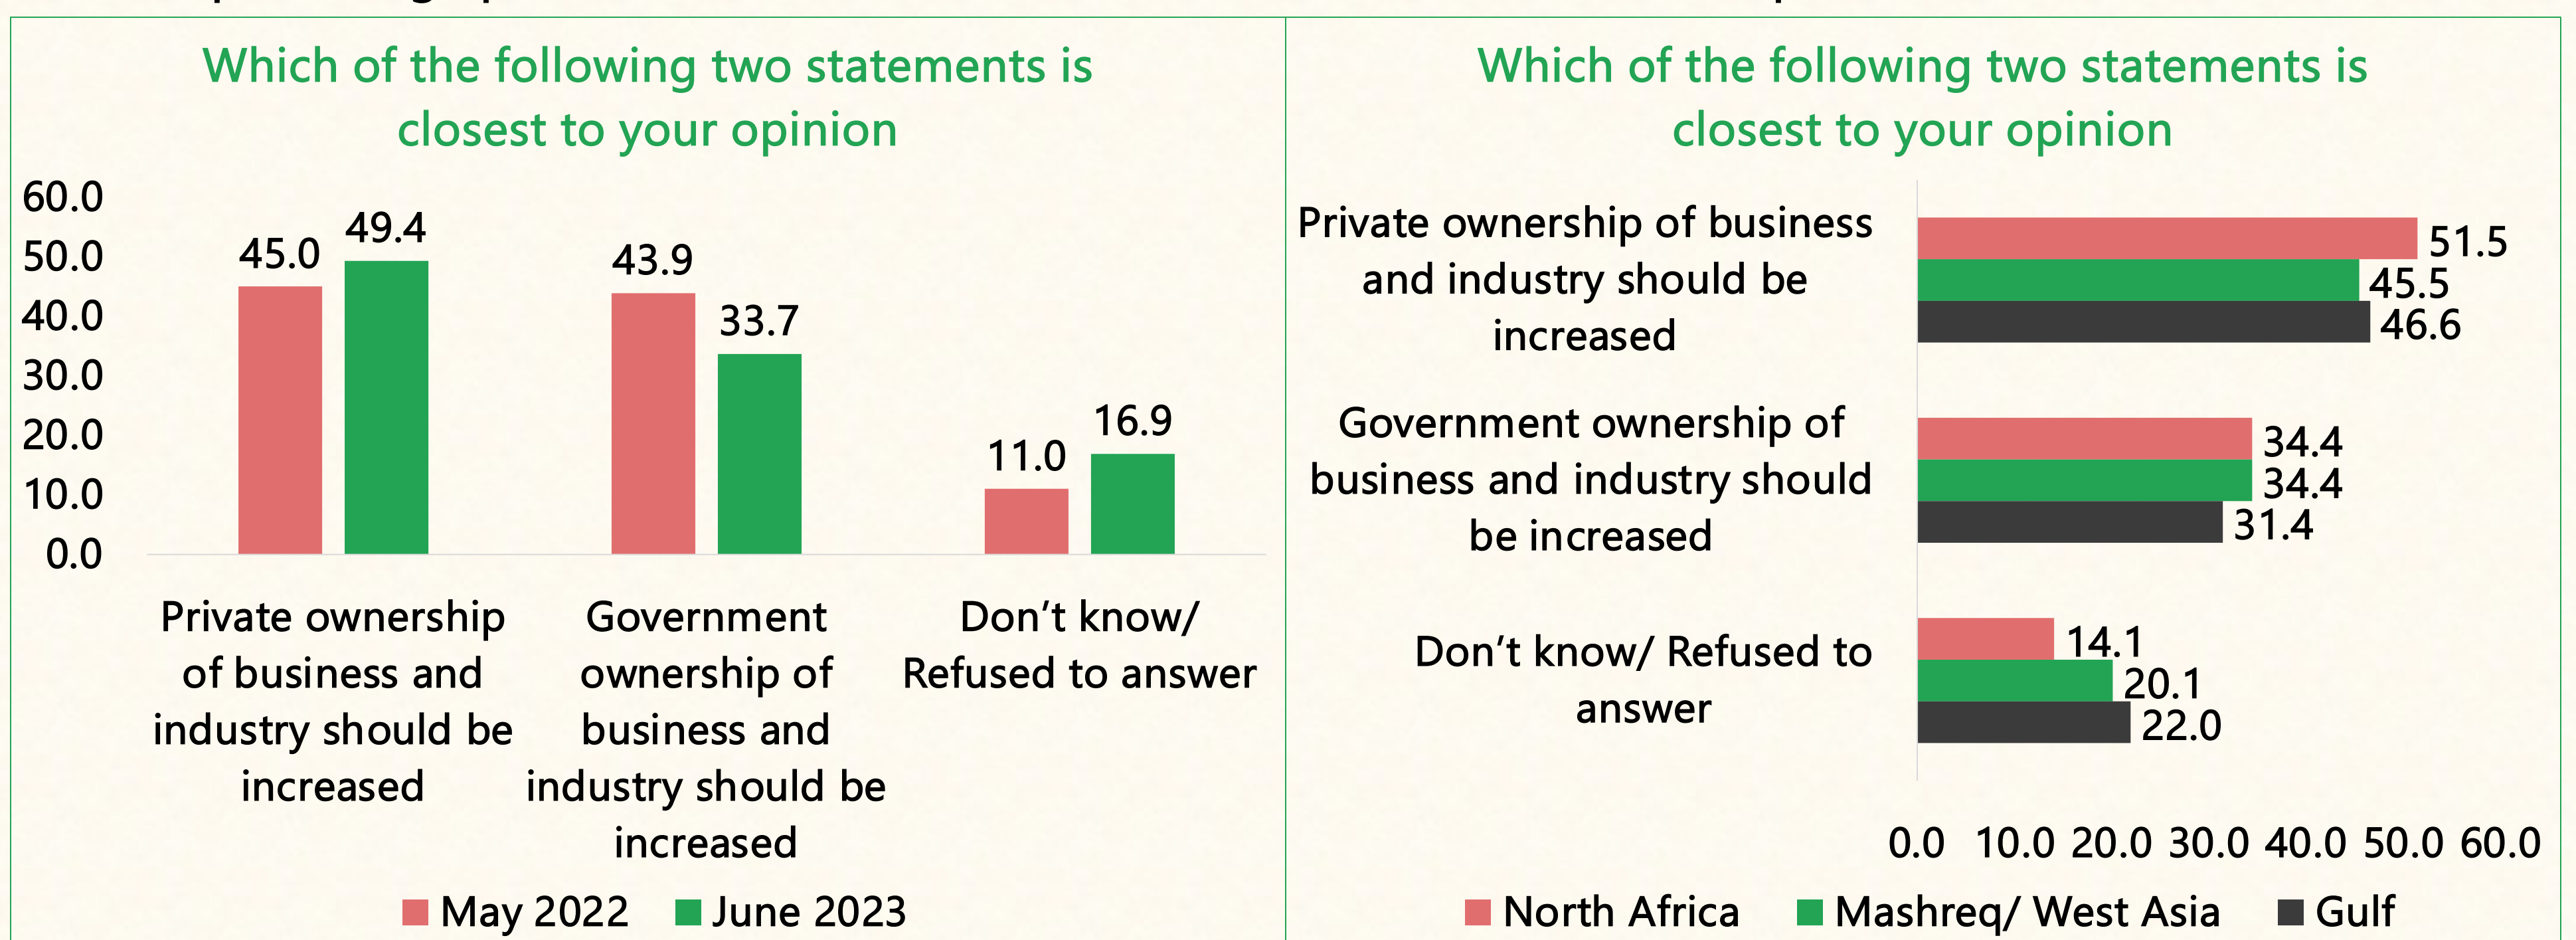 Which of the following two statements is
closest to your opinion
60.0
50.0
40.0
30.0
20.0
10.0
0.0
45.0
49.4
43.9
33.7
11.0
16.9
Private ownership
of business and
industry should be
increased
Government
ownership of
business and
industry should be
increased
Don’t know/
Refused to answer
May 2022
June 2023
Which of the following two statements is
closest to your opinion
Private ownership of business
and industry should be
increased
51.5
45.5
46.6
Government ownership of
business and industry should
be increased
34.4
34.4
31.4
Don’t know/ Refused to
answer
14.1
20.1
22.0
0.0 10.0 20.0 30.0 40.0 50.0 60.0
North Africa
Mashreq/ West Asia
Gulf